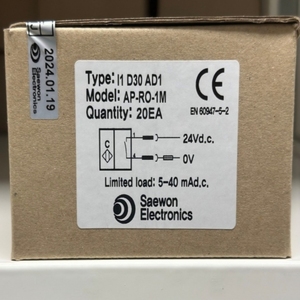 2024.01.19
Saewon
Electronics
Type: I1 D30 AD1
Model: AP-RO-1M
Quantity: 20EA
CE
EN 60947-5-2
C
24Vd.c.
0V
Limited load: 5-40 mAd.c.
Saewon
Electronics